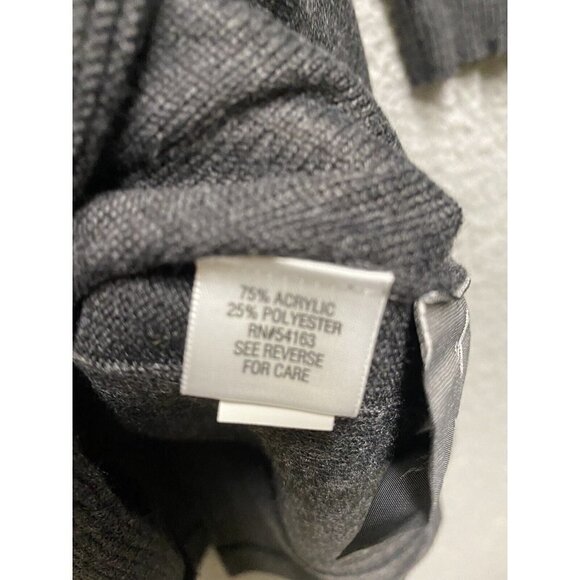 75% ACRYLIC
25% POLYESTER
RN#54163
SEE REVERSE
FOR CARE